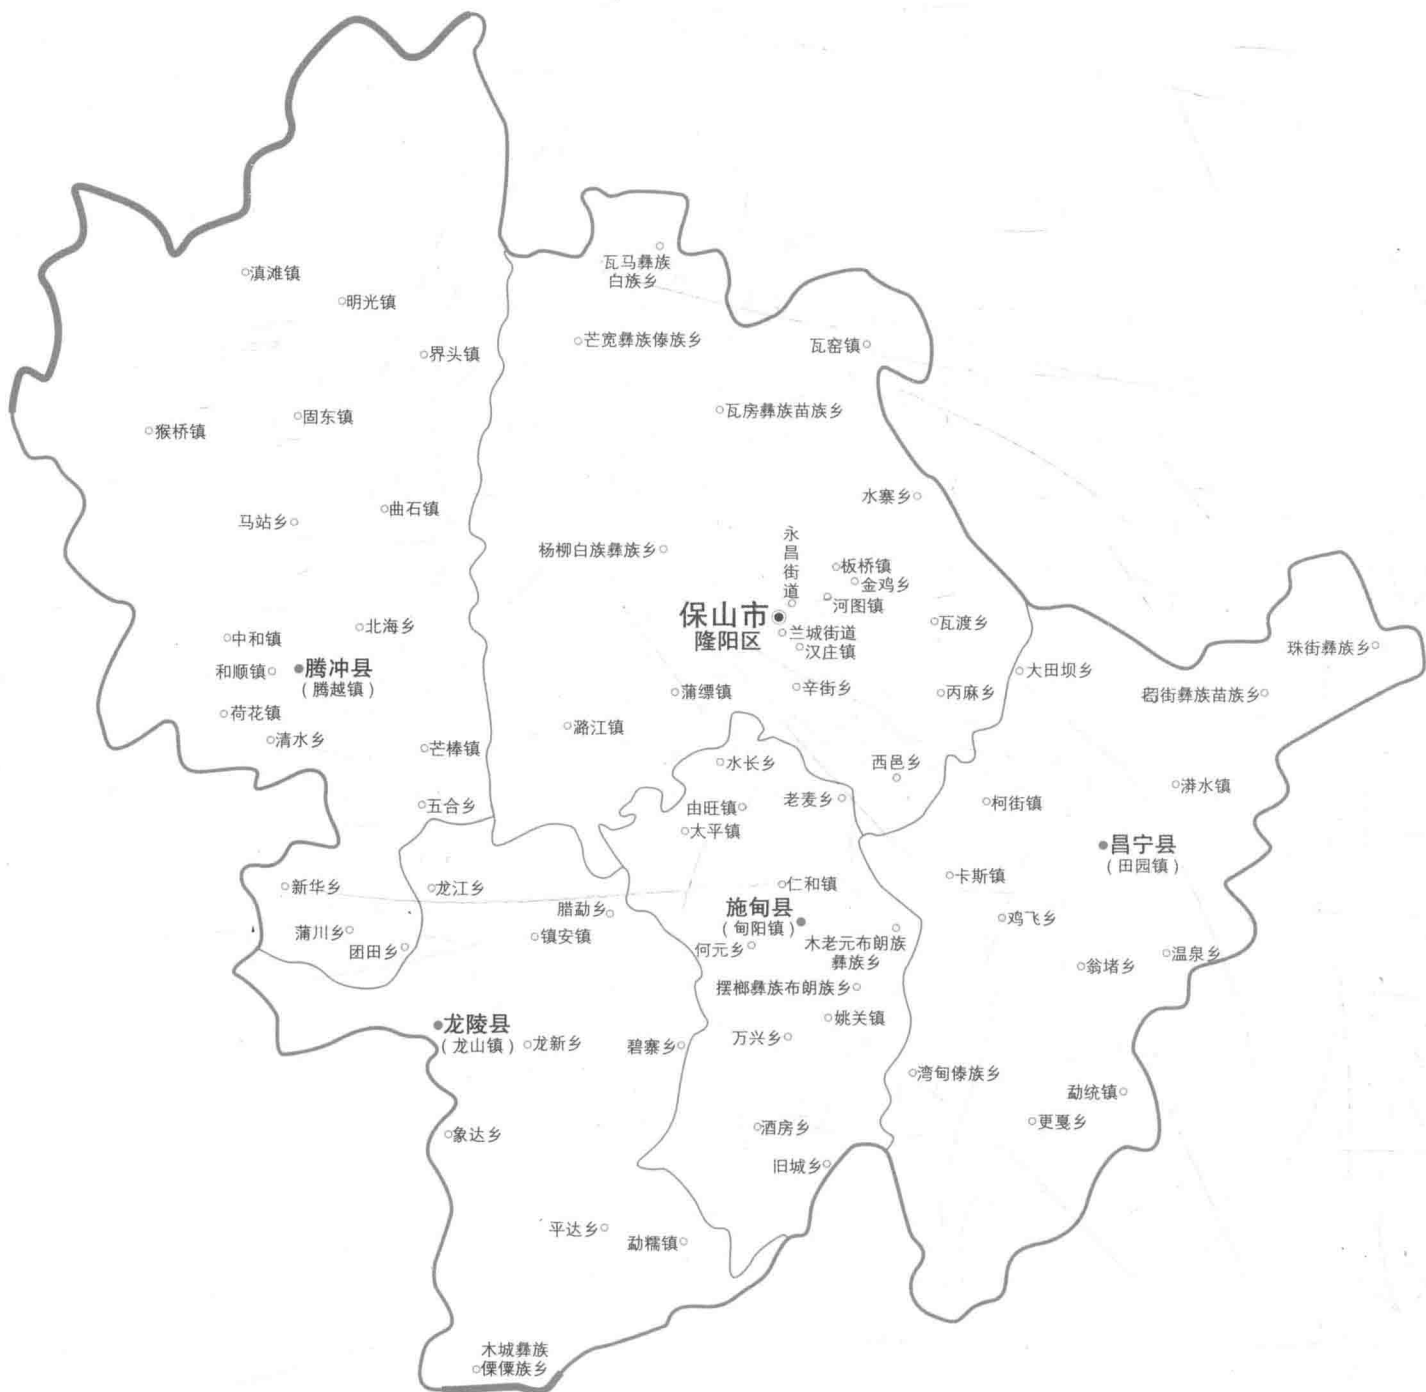 瓦马彝族
白族乡
滇滩镇
明光镇
芒宽彝族傣族乡
瓦窑镇
界头镇
瓦房彝族苗族乡
固东镇
猴桥镇
水寨乡
曲石镇
马站乡
永昌街道
杨柳白族彝族乡
板桥镇
金鸡乡
河图镇
保山市
隆阳区
瓦渡乡
北海乡
中和镇
兰城街道
汉庄镇
珠街彝族乡
和顺镇
腾冲县
(腾越镇)
大田坝乡
蒲缥镇
辛街乡
丙麻乡
街彝族苗族乡
荷花镇
潞江镇
清水乡
芒棒镇
水长乡
西邑乡
漭水镇
五合乡
由旺镇
老麦乡
柯街镇
太平镇
昌宁县
(田园镇)
卡斯镇
新华乡
龙江乡
仁和镇
腊勐乡
施甸县
(甸阳镇)
鸡飞乡
蒲川乡
镇安镇
团田乡
何元乡
木老元布朗族
彝族乡
温泉乡
翁堵乡
摆榔彝族布朗族乡
姚关镇
龙陵县
(龙山镇)
龙新乡
碧寨乡
万兴乡
湾甸傣族乡
勐统镇
更戛乡
象达乡
酒房乡
旧城乡
平达乡
勐糯镇
木城彝族
傈僳族乡